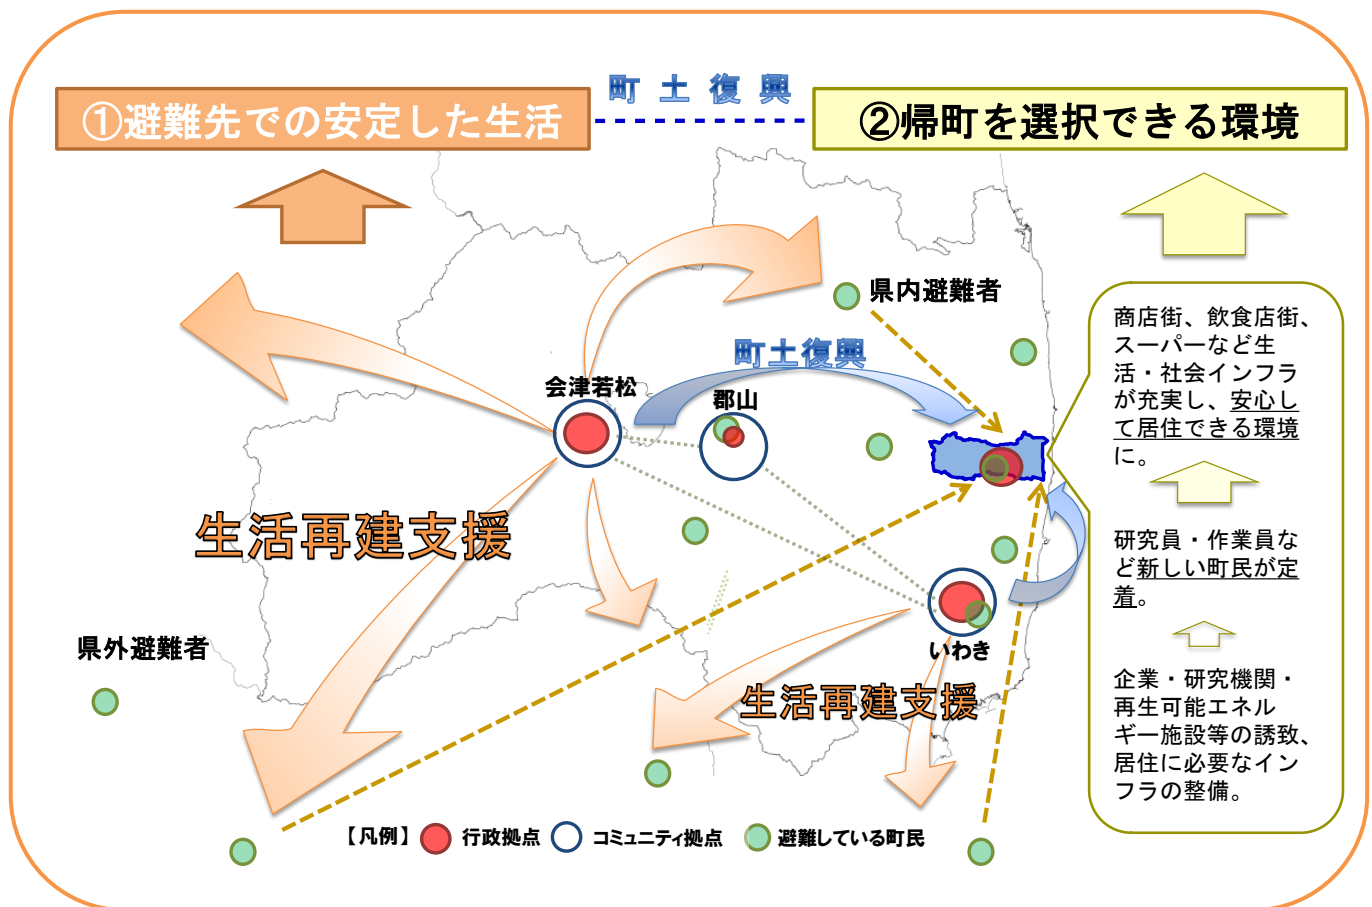 町土復興
①避難先での安定した生活
②帰町を選択できる環境
県内避難者
町土復興
会津若松
郡山
生活再建支援
県外避難者
いわき
生活再建支援
商店街、飲食店街、
スーパーなど生
活・社会インフラ
が充実し、安心し
て居住できる環境
に。
研究員・作業員な
ど新しい町民が定
着。
企業・研究機関・
再生可能エネル
ギー施設等の誘致、
居住に必要なイン
フラの整備。
【凡例】 行政拠点 コミュニティ拠点 避難している町民